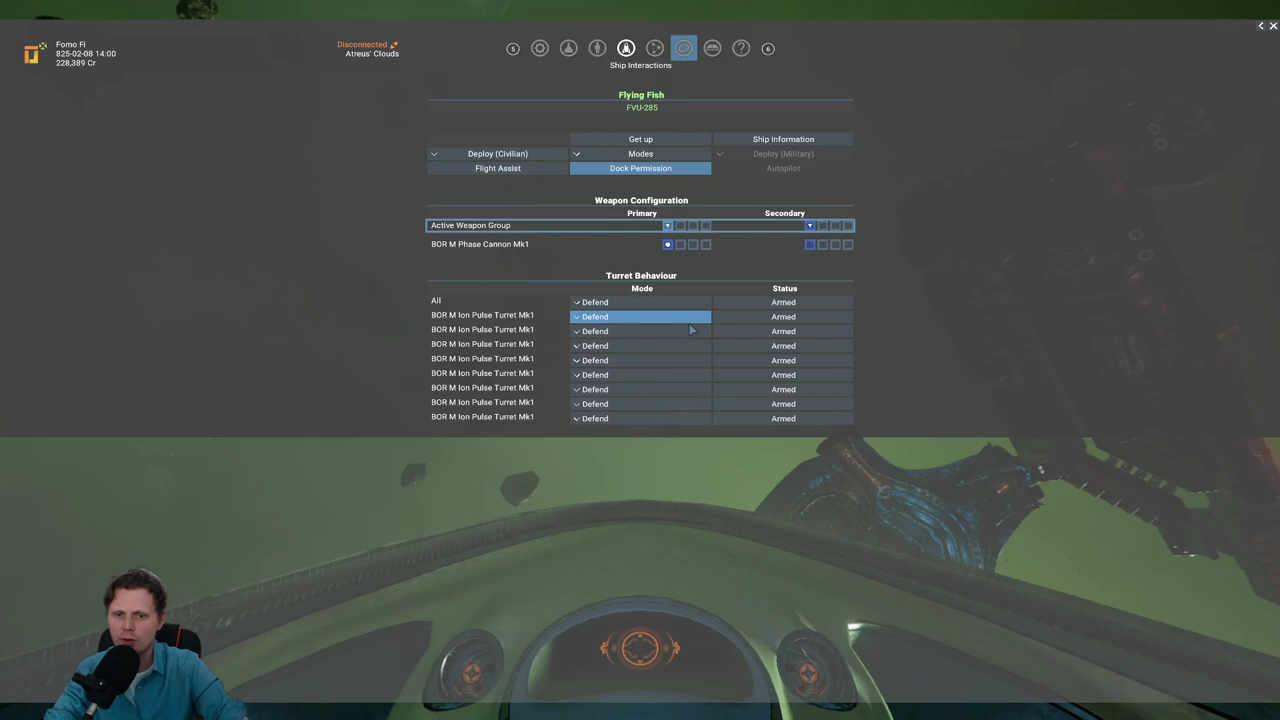 Fomo Fi
825-02-08 14:00
228,389 Cr
Disconnected
Atreus' Clouds
5
?
6
Ship Interactions
Flying Fish
FVU-285
Get up
Ship Information
Deploy (Civilian)
Modes
Deploy (Military)
Flight Assist
Dock Permission
Autopilot
Weapon Configuration
Primary
Secondary
Active Weapon Group
BOR M Phase Cannon Mk1
Turret Behaviour
Mode
Status
All
Defend
Armed
BOR M Ion Pulse Turret Mk1
Defend
Armed
BOR M Ion Pulse Turret Mk1
Defend
Armed
BOR M Ion Pulse Turret Mk1
Defend
Armed
BOR M Ion Pulse Turret Mk1
Defend
Armed
BOR M Ion Pulse Turret Mk1
Defend
Armed
BOR M Ion Pulse Turret Mk1
Defend
Armed
BOR M Ion Pulse Turret Mk1
Defend
Armed
BOR M Ion Pulse Turret Mk1
Defend
Armed